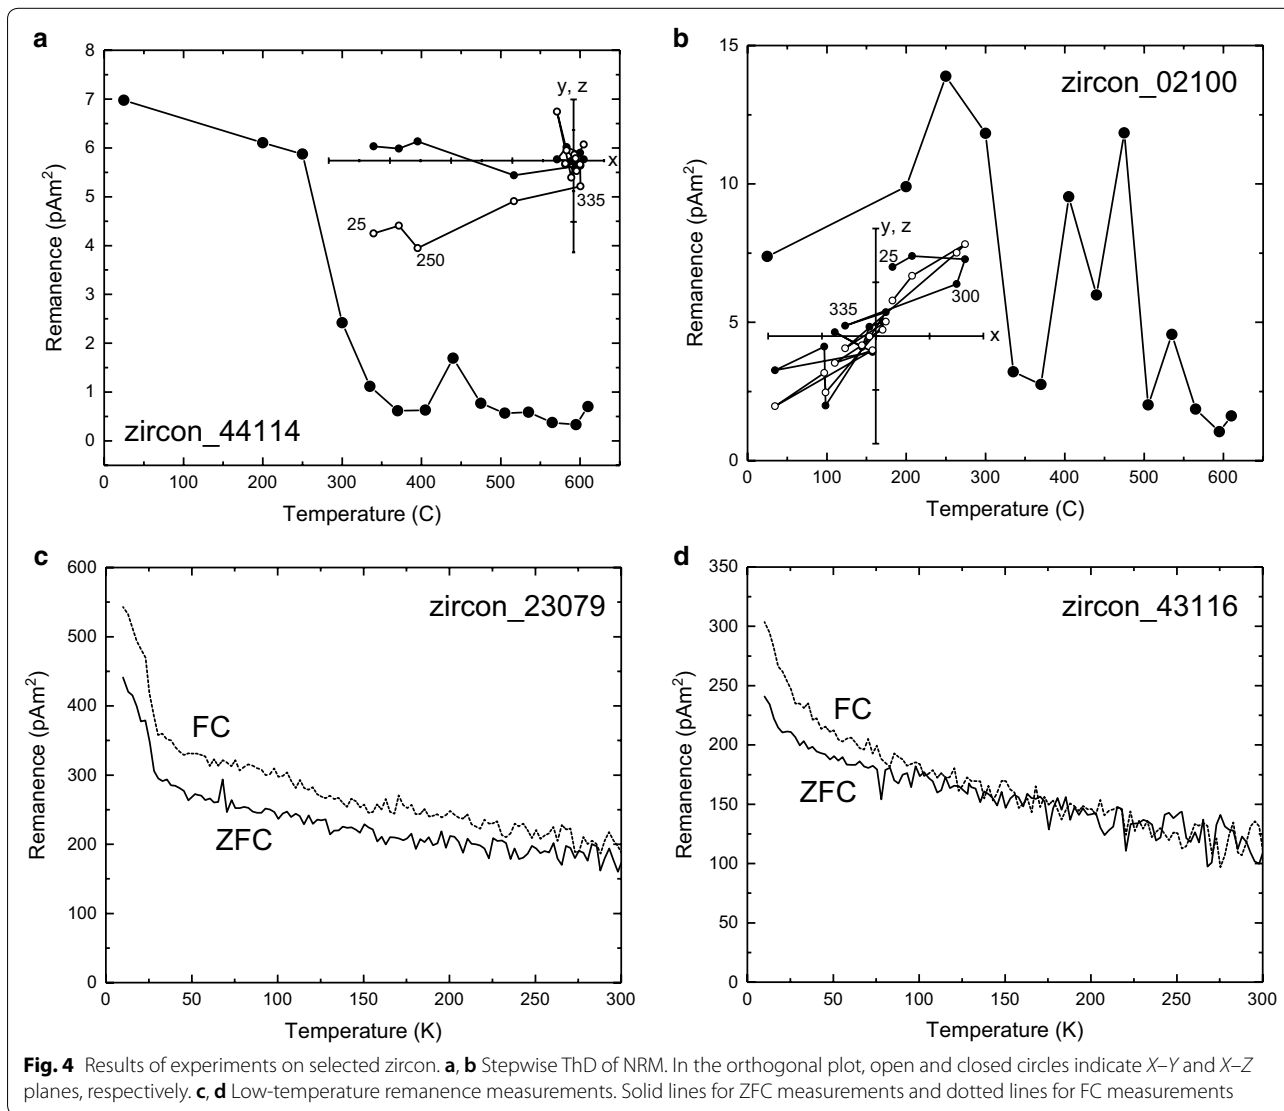 a
8
7
6
5
4
3
2
1
0
Remanence (pAm²)
0 100 200 300 400 500 600
Temperature (C)
zircon_44114
y, z
x
25
250
335
b
15
10
5
0
Remanence (pAm²)
0 100 200 300 400 500 600
Temperature (C)
zircon_02100
y, z
x
25
300
335
c
600
500
400
300
200
100
0
Remanence (pAm²)
0 50 100 150 200 250 300
Temperature (K)
zircon_23079
FC
ZFC
d
350
300
250
200
150
100
50
0
Remanence (pAm²)
0 50 100 150 200 250 300
Temperature (K)
zircon_43116
FC
ZFC
Fig. 4 Results of experiments on selected zircon. a, b Stepwise ThD of NRM. In the orthogonal plot, open and closed circles indicate X–Y and X–Z
planes, respectively. c, d Low-temperature remanence measurements. Solid lines for ZFC measurements and dotted lines for FC measurements